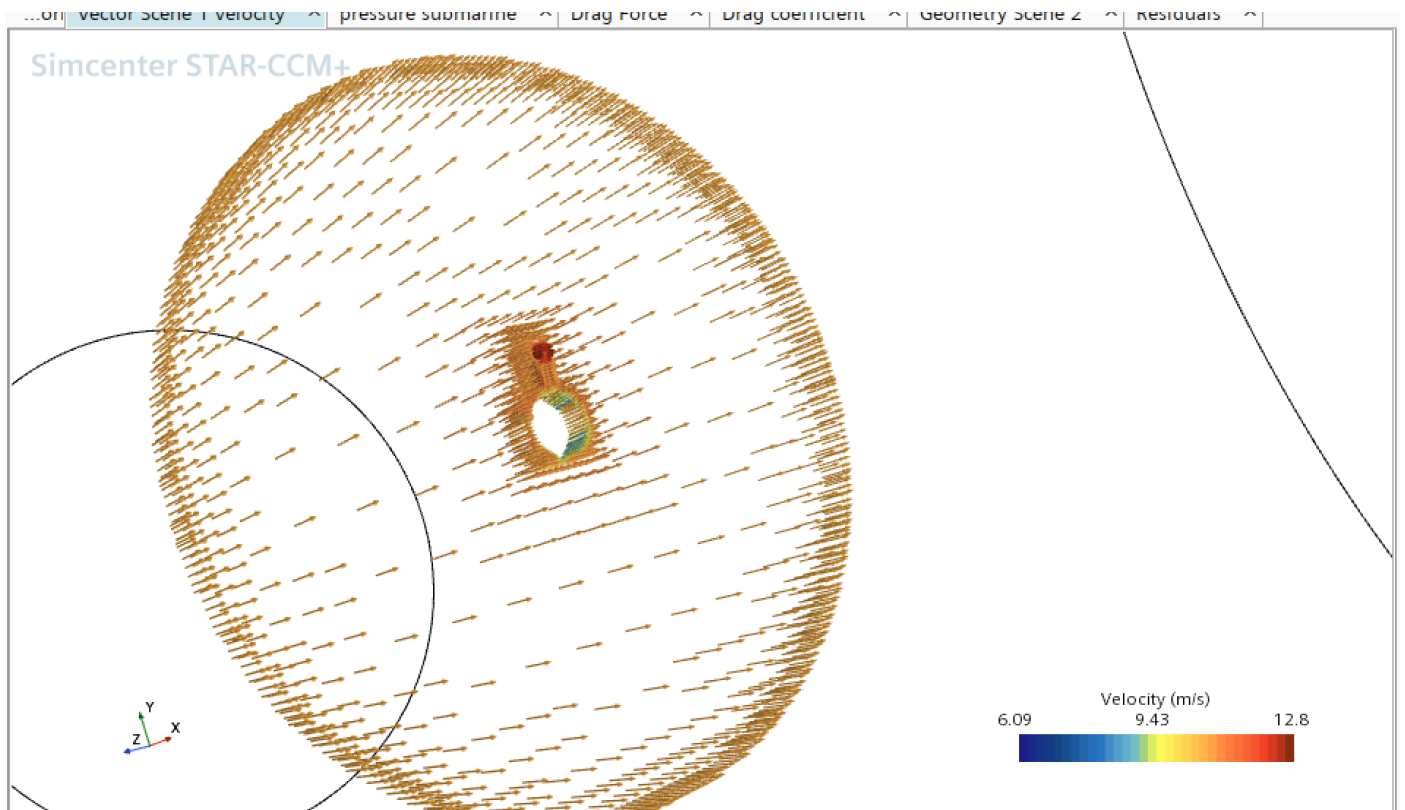 ...on Vector Scene 1 Velocity pressure submarine Drag Force Drag coefficient Geometry Scene 2 Residuals
Simcenter STAR-CCM+
Y
X
Z
Velocity (m/s)
6.09 9.43 12.8